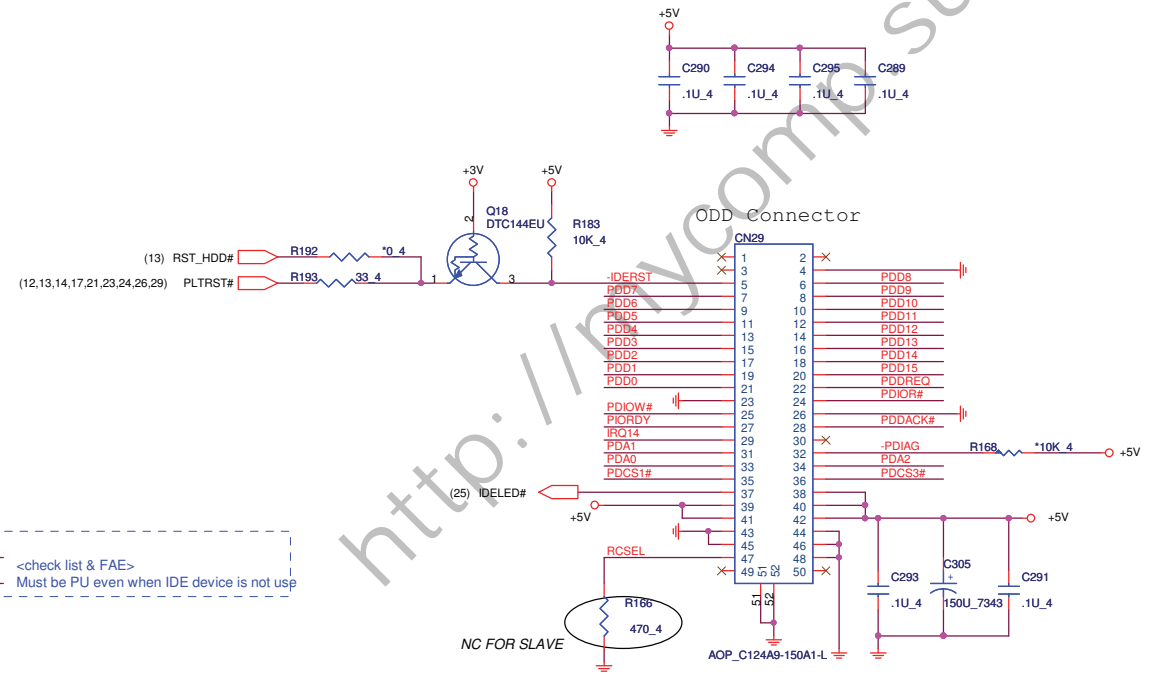 +5V
C290
C294
C295
C289
.1U_4
.1U_4
.1U_4
.1U_4
+3V
+5V
2
Q18
DTC144EU
R183
10K_4
1
3
(13) RST_HDD#
R192
*0_4
(12,13,14,17,21,23,24,26,29) PLTRST#
R193
33_4
ODD Connector
CN29
1 2
3 4
-IDERST 5 6 PDD8
PDD7 7 8 PDD9
PDD6 9 10 PDD10
PDD5 11 12 PDD11
PDD4 13 14 PDD12
PDD3 15 16 PDD13
PDD2 17 18 PDD14
PDD1 19 20 PDD15
PDD0 21 22 PDDREQ
23 24 PDIOR#
PDIOW# 25 26
PIORDY 27 28 PDDACK#
IRQ14 29 30
PDA1 31 32 -PDIAG R168 *10K_4 +5V
PDA0 33 34 PDA2
PDCS1# 35 36 PDCS3#
(25) IDELED# 37 38
+5V 39 40
41 42 +5V
43 44
45 46
RCSEL 47 48
49 51 52 50
51 52
<check list & FAE>
Must be PU even when IDE device is not use
R166
470_4
NC FOR SLAVE
AOP_C124A9-150A1-L
C293
.1U_4
C305
+
150U_7343
C291
.1U_4